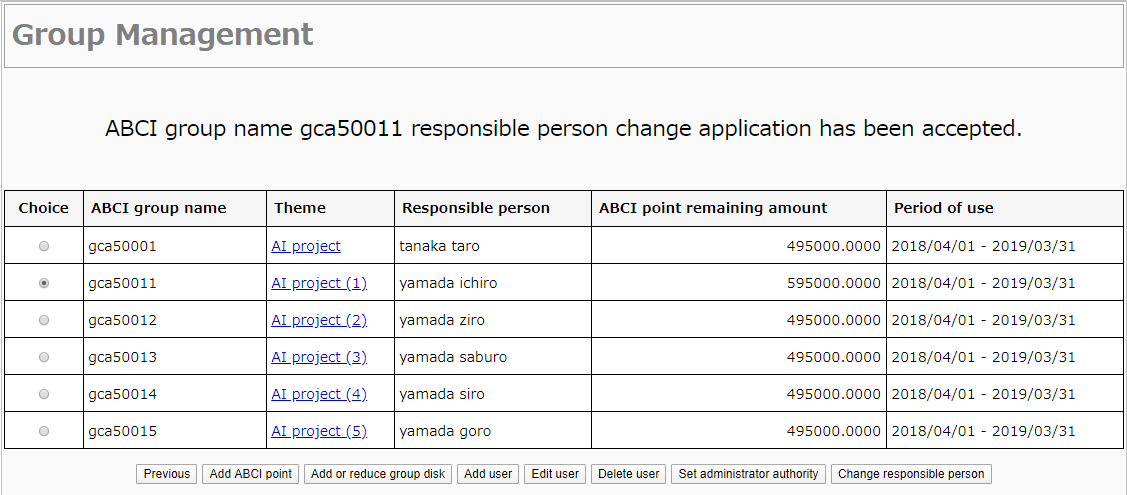 Group Management
ABCI group name gca50011 responsible person change application has been accepted.
Choice ABCI group name Theme Responsible person ABCI point remaining amount Period of use
gca50001 AI project tanaka taro 495000.0000 2018/04/01 - 2019/03/31
gca50011 AI project (1) yamada ichiro 595000.0000 2018/04/01 - 2019/03/31
gca50012 AI project (2) yamada ziro 495000.0000 2018/04/01 - 2019/03/31
gca50013 AI project (3) yamada saburo 495000.0000 2018/04/01 - 2019/03/31
gca50014 AI project (4) yamada siro 495000.0000 2018/04/01 - 2019/03/31
gca50015 AI project (5) yamada goro 495000.0000 2018/04/01 - 2019/03/31
Previous Add ABCI point Add or reduce group disk Add user Edit user Delete user Set administrator authority Change responsible person